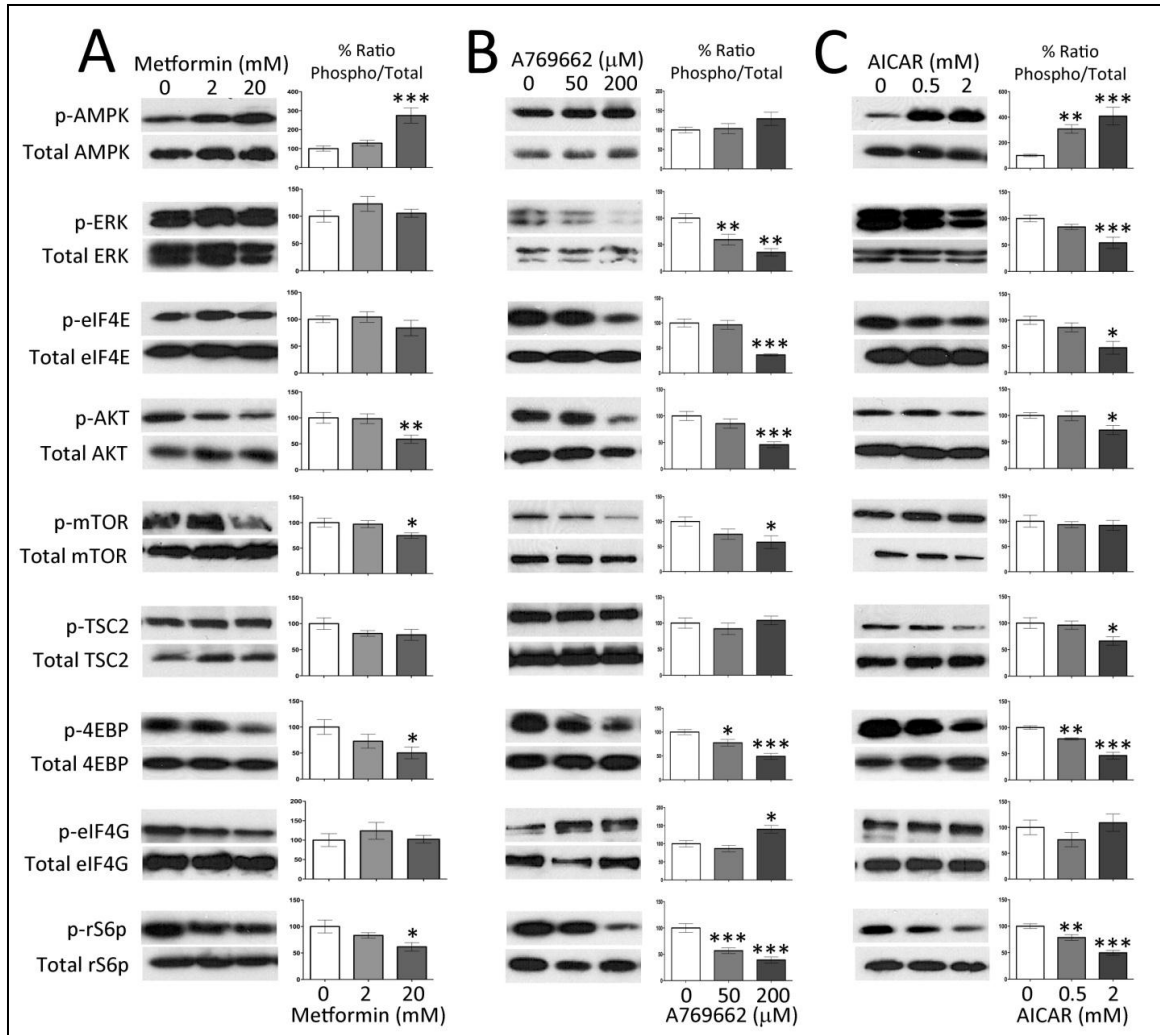 A
Metformin (mM)
0 2 20
% Ratio
Phospho/Total
B
A769662 (μM)
0 50 200
% Ratio
Phospho/Total
C
AICAR (mM)
0 0.5 2
% Ratio
Phospho/Total
p-AMPK
Total AMPK
***
** ***
p-ERK
Total ERK
** **
***
p-eIF4E
Total eIF4E
***
*
p-AKT
Total AKT
**
***
*
p-mTOR
Total mTOR
*
*
p-TSC2
Total TSC2
*
p-4EBP
Total 4EBP
*
* ***
** ***
p-eIF4G
Total eIF4G
*
p-rS6p
Total rS6p
*
*** ***
** ***
0 2 20
Metformin (mM)
0 50 200
A769662 (μM)
0 0.5 2
AICAR (mM)